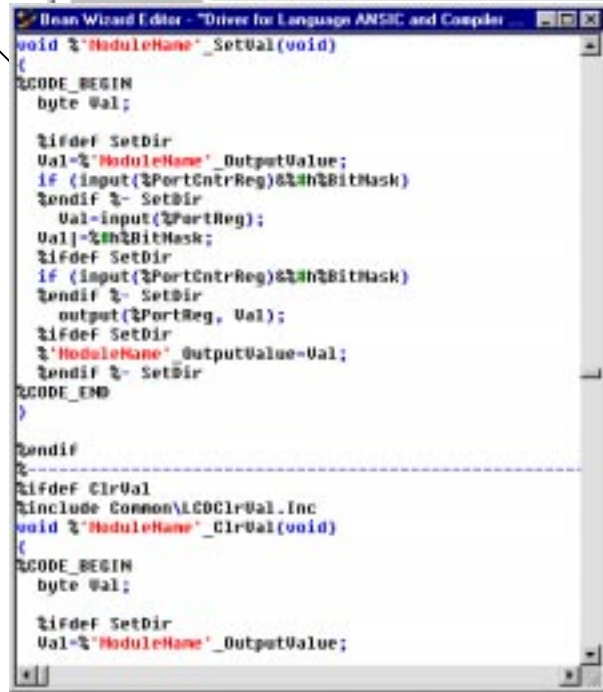 Bean Wizard Editor - "Driver for Language ANSIC and Compiler ...
void %'ModuleName'_SetVal(void)
{
%CODE_BEGIN
byte Val;
%ifdef SetDir
Val=%'ModuleName'_OutputValue;
if (input(%PortCntrReg)&%#h%BitMask)
%endif %- SetDir
Val=input(%PortReg);
Val|=%#h%BitMask;
%ifdef SetDir
if (input(%PortCntrReg)&%#h%BitMask)
%endif %- SetDir
output(%PortReg, Val);
%ifdef SetDir
%'ModuleName'_OutputValue=Val;
%endif %- SetDir
%CODE_END
}
%endif
%--------------------------------------------------------------
%ifdef ClrVal
%include Common\LCDClrVal.Inc
void %'ModuleName'_ClrVal(void)
{
%CODE_BEGIN
byte Val;
%ifdef SetDir
Val=%'ModuleName'_OutputValue;